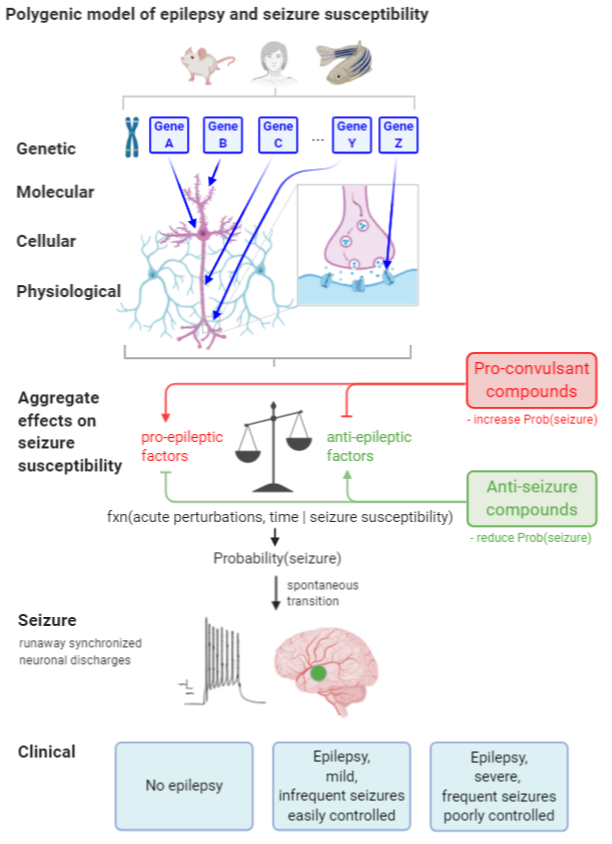 Polygenic model of epilepsy and seizure susceptibility
Genetic
Gene
A
Gene
B
Gene
C
...
Gene
Y
Gene
Z
Molecular
Cellular
Physiological
Aggregate
effects on
seizure
susceptibility
pro-epileptic
factors
anti-epileptic
factors
Pro-convulsant
compounds
- increase Prob(seizure)
Anti-seizure
compounds
- reduce Prob(seizure)
fxn(acute perturbations, time | seizure susceptibility)
Probability(seizure)
spontaneous
transition
Seizure
runaway synchronized
neuronal discharges
Clinical
No epilepsy
Epilepsy,
mild,
infrequent seizures
easily controlled
Epilepsy,
severe,
frequent seizures
poorly controlled